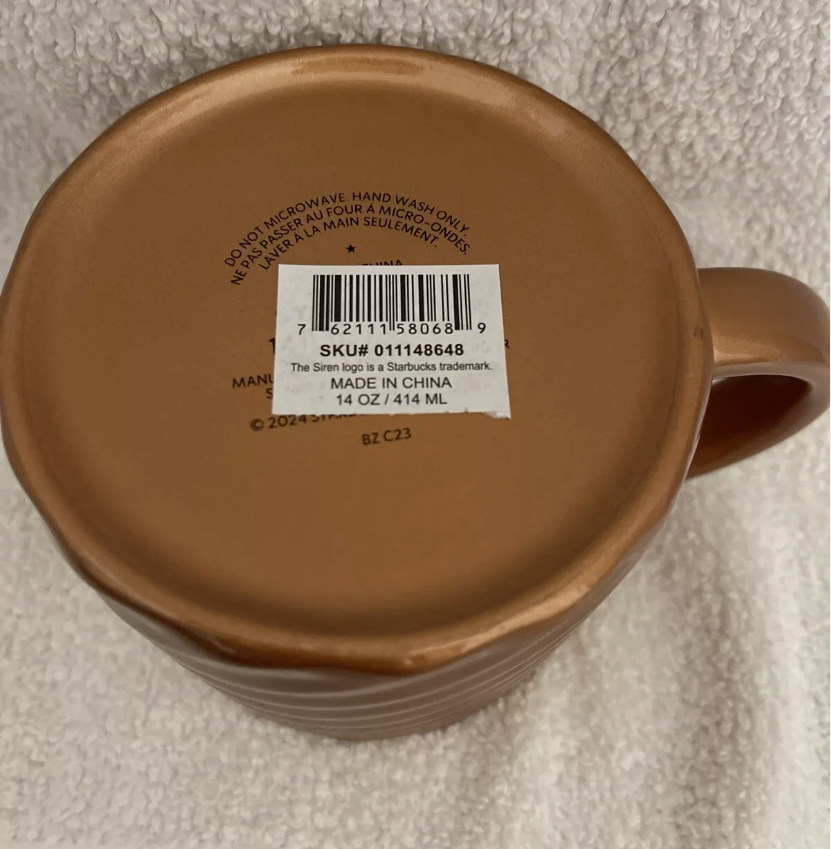 DO NOT MICROWAVE. HAND WASH ONLY.
NE PAS PASSER AU FOUR À MICRO-ONDES.
LAVER À LA MAIN SEULEMENT.
7 62111 58068 9
SKU# 011148648
The Siren logo is a Starbucks trademark.
MADE IN CHINA
14 OZ / 414 ML
© 2024
BZ C23